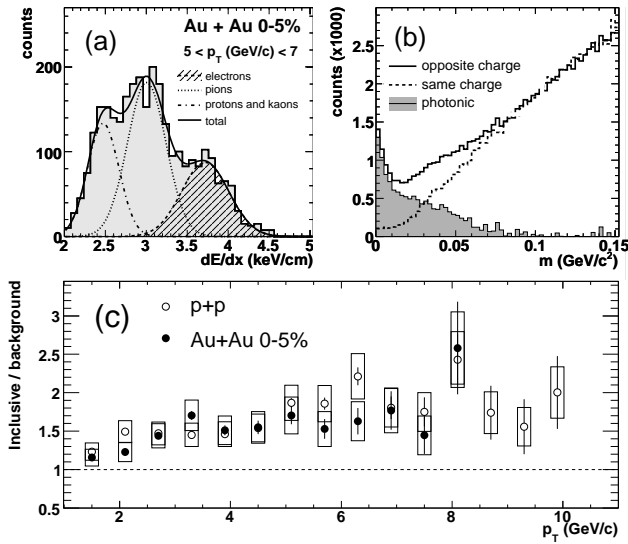 counts
200
100
0
(a)
Au + Au 0-5%
5 < p_T (GeV/c) < 7
electrons
pions
protons and kaons
total
2 2.5 3 3.5 4 4.5 5
dE/dx (keV/cm)
counts (x1000)
2.5
2
1.5
1
0.5
0
(b)
opposite charge
same charge
photonic
0 0.05 0.1 0.15
m (GeV/c²)
Inclusive / background
3
2.5
2
1.5
1
0.5
(c)
p+p
Au+Au 0-5%
2 4 6 8 10
p_T (GeV/c)